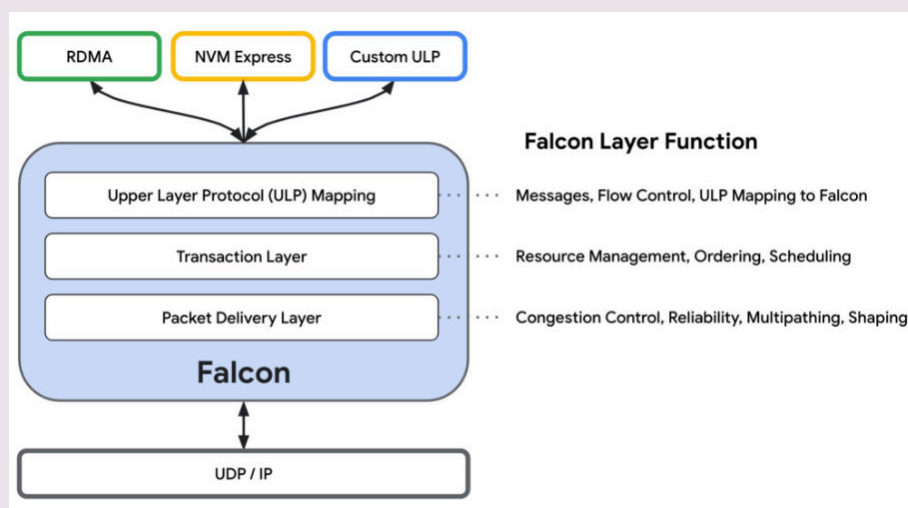 RDMA
NVM Express
Custom ULP
Falcon Layer Function
Upper Layer Protocol (ULP) Mapping
Messages, Flow Control, ULP Mapping to Falcon
Transaction Layer
Resource Management, Ordering, Scheduling
Packet Delivery Layer
Congestion Control, Reliability, Multipathing, Shaping
Falcon
UDP / IP